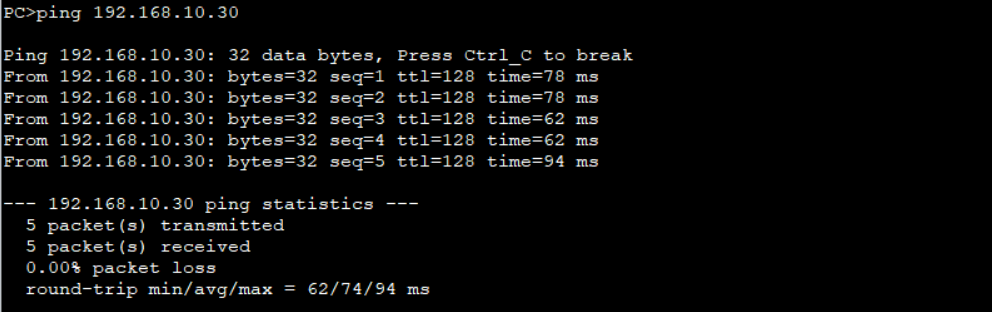 PC>ping 192.168.10.30
Ping 192.168.10.30: 32 data bytes, Press Ctrl_C to break
From 192.168.10.30: bytes=32 seq=1 ttl=128 time=78 ms
From 192.168.10.30: bytes=32 seq=2 ttl=128 time=78 ms
From 192.168.10.30: bytes=32 seq=3 ttl=128 time=62 ms
From 192.168.10.30: bytes=32 seq=4 ttl=128 time=62 ms
From 192.168.10.30: bytes=32 seq=5 ttl=128 time=94 ms
--- 192.168.10.30 ping statistics ---
5 packet(s) transmitted
5 packet(s) received
0.00% packet loss
round-trip min/avg/max = 62/74/94 ms